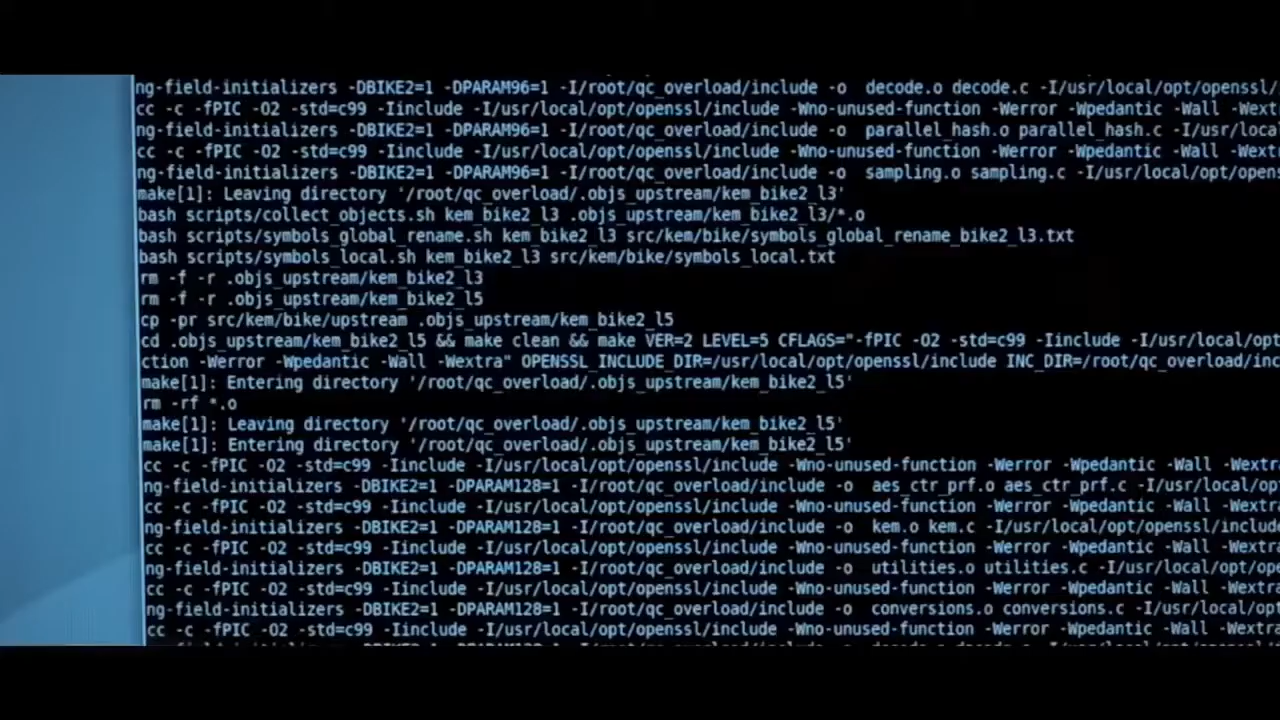 ng-field-initializers -DBIKE2=1 -DPARAM96=1 -I/root/qc_overload/include -o  decode.o decode.c -I/usr/local/opt/openssl/
cc -c -fPIC -O2 -std=c99 -Iinclude -I/usr/local/opt/openssl/include -Wno-unused-function -Werror -Wpedantic -Wall -Wext
ng-field-initializers -DBIKE2=1 -DPARAM96=1 -I/root/qc_overload/include -o  parallel_hash.o parallel_hash.c -I/usr/loca
cc -c -fPIC -O2 -std=c99 -Iinclude -I/usr/local/opt/openssl/include -Wno-unused-function -Werror -Wpedantic -Wall -Wext
ng-field-initializers -DBIKE2=1 -DPARAM96=1 -I/root/qc_overload/include -o  sampling.o sampling.c -I/usr/local/opt/opens
make[1]: Leaving directory '/root/qc_overload/.objs_upstream/kem_bike2_l3'
bash scripts/collect_objects.sh kem_bike2_l3 .objs_upstream/kem_bike2_l3/*.o
bash scripts/symbols_global_rename.sh kem_bike2_l3 src/kem/bike/symbols_global_rename_bike2_l3.txt
bash scripts/symbols_local.sh kem_bike2_l3 src/kem/bike/symbols_local.txt
rm -f -r .objs_upstream/kem_bike2_l3
rm -f -r .objs_upstream/kem_bike2_l5
cp -pr src/kem/bike/upstream .objs_upstream/kem_bike2_l5
cd .objs_upstream/kem_bike2_l5 && make clean && make VER=2 LEVEL=5 CFLAGS="-fPIC -O2 -std=c99 -Iinclude -I/usr/local/opt
ction -Werror -Wpedantic -Wall -Wextra" OPENSSL_INCLUDE_DIR=/usr/local/opt/openssl/include INC_DIR=/root/qc_overload/inc
make[1]: Entering directory '/root/qc_overload/.objs_upstream/kem_bike2_l5'
rm -rf *.o
make[1]: Leaving directory '/root/qc_overload/.objs_upstream/kem_bike2_l5'
make[1]: Entering directory '/root/qc_overload/.objs_upstream/kem_bike2_l5'
cc -c -fPIC -O2 -std=c99 -Iinclude -I/usr/local/opt/openssl/include -Wno-unused-function -Werror -Wpedantic -Wall -Wextr
ng-field-initializers -DBIKE2=1 -DPARAM128=1 -I/root/qc_overload/include -o  aes_ctr_prf.o aes_ctr_prf.c -I/usr/local/op
cc -c -fPIC -O2 -std=c99 -Iinclude -I/usr/local/opt/openssl/include -Wno-unused-function -Werror -Wpedantic -Wall -Wextr
ng-field-initializers -DBIKE2=1 -DPARAM128=1 -I/root/qc_overload/include -o  kem.o kem.c -I/usr/local/opt/openssl/includ
cc -c -fPIC -O2 -std=c99 -Iinclude -I/usr/local/opt/openssl/include -Wno-unused-function -Werror -Wpedantic -Wall -Wextr
ng-field-initializers -DBIKE2=1 -DPARAM128=1 -I/root/qc_overload/include -o  utilities.o utilities.c -I/usr/local/opt/ope
cc -c -fPIC -O2 -std=c99 -Iinclude -I/usr/local/opt/openssl/include -Wno-unused-function -Werror -Wpedantic -Wall -Wextra
ng-field-initializers -DBIKE2=1 -DPARAM128=1 -I/root/qc_overload/include -o  conversions.o conversions.c -I/usr/local/opt
cc -c -fPIC -O2 -std=c99 -Iinclude -I/usr/local/opt/openssl/include -Wno-unused-function -Werror -Wpedantic -Wall -Wextra